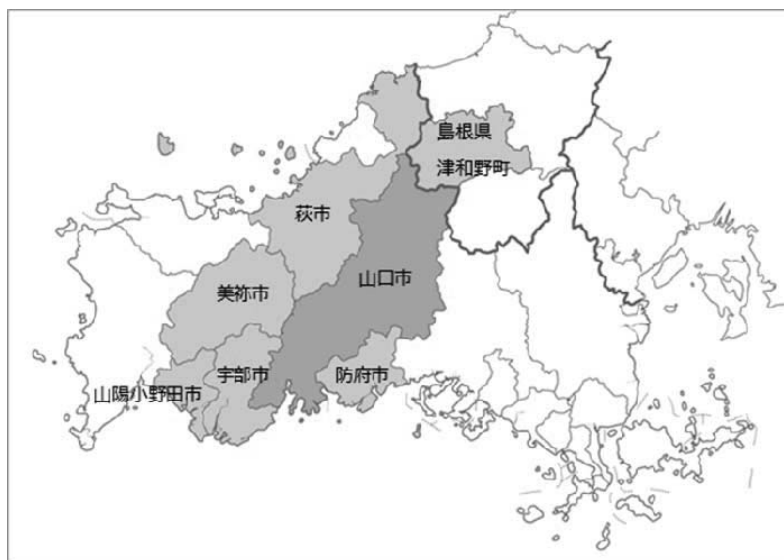 島根県
津和野町
萩市
山口市
美祢市
宇部市
防府市
山陽小野田市